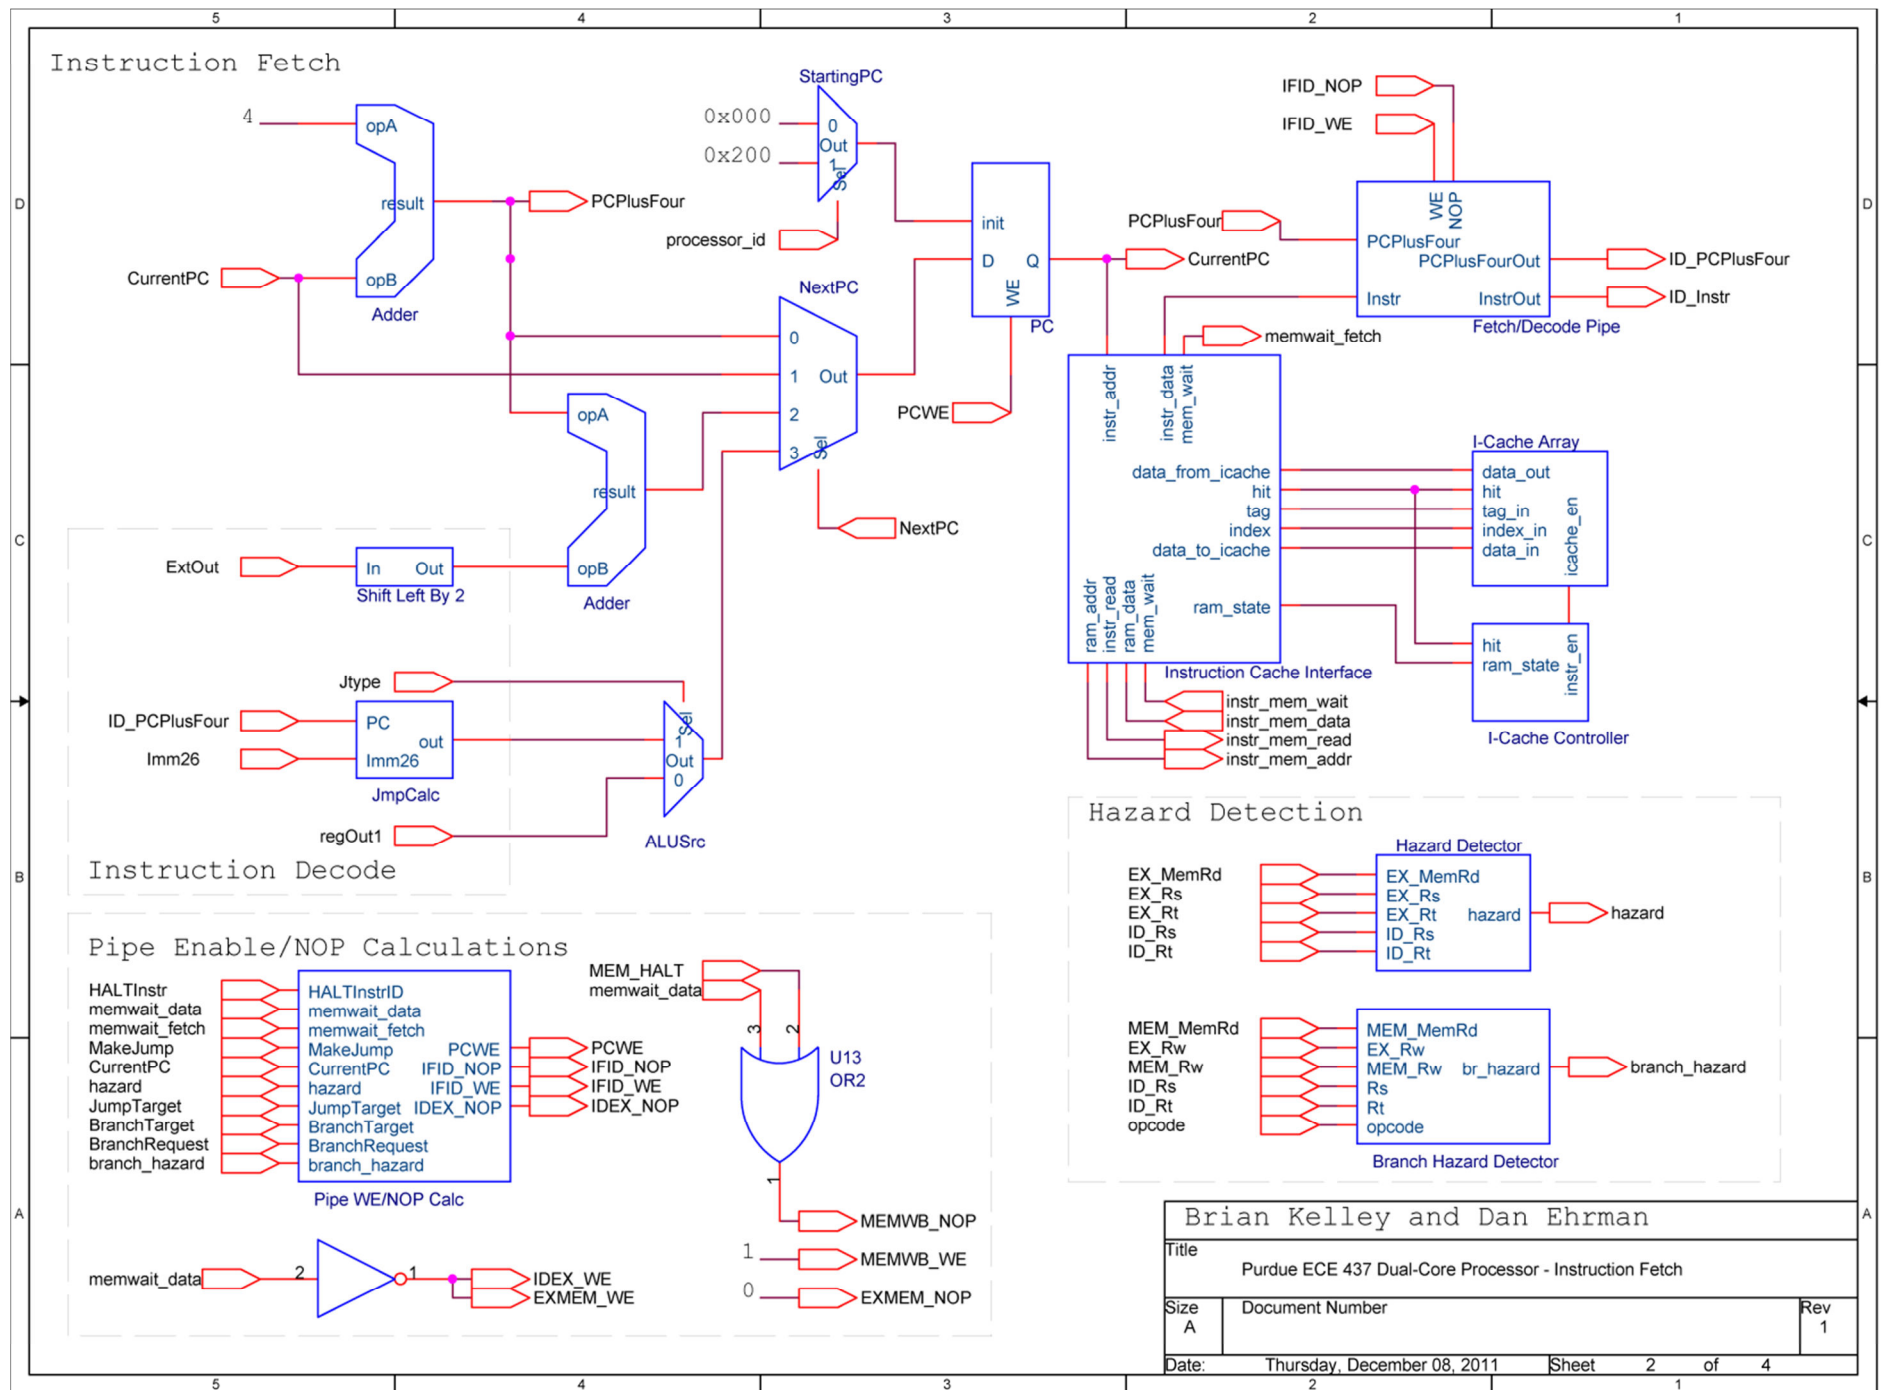 5 4 3 2 1
Instruction Fetch
4
opA
result
opB
Adder
CurrentPC
PCPlusFour
StartingPC
0x000
0x200
0
Out
1
Sel
processor_id
init
D Q
WE
PC
CurrentPC
PCWE
NextPC
0
1 Out
2
3 Sel
NextPC
IFID_NOP
IFID_WE
WE
NOP
PCPlusFour
PCPlusFour
PCPlusFourOut
Instr InstrOut
Fetch/Decode Pipe
ID_PCPlusFour
ID_Instr
memwait_fetch
instr_addr
instr_data
mem_wait
data_from_icache
hit
tag
index
data_to_icache
ram_state
ram_addr
instr_read
ram_data
mem_wait
Instruction Cache Interface
instr_mem_wait
instr_mem_data
instr_mem_read
instr_mem_addr
I-Cache Array
data_out
hit
tag_in
index_in
data_in
icache_en
hit
ram_state
instr_en
I-Cache Controller
opA
result
opB
Adder
ExtOut
In Out
Shift Left By 2
Jtype
ID_PCPlusFour
Imm26
PC
out
Imm26
JmpCalc
regOut1
Sel
1
Out
0
ALUSrc
Instruction Decode
Pipe Enable/NOP Calculations
HALTInstr
memwait_data
memwait_fetch
MakeJump
CurrentPC
hazard
JumpTarget
BranchTarget
BranchRequest
branch_hazard
HALTInstrID
memwait_data
memwait_fetch
MakeJump PCWE
CurrentPC IFID_NOP
hazard IFID_WE
JumpTarget IDEX_NOP
BranchTarget
BranchRequest
branch_hazard
Pipe WE/NOP Calc
PCWE
IFID_NOP
IFID_WE
IDEX_NOP
MEM_HALT
memwait_data
3 2
U13
OR2
1
MEMWB_NOP
1 MEMWB_WE
0 EXMEM_NOP
memwait_data 2 1
IDEX_WE
EXMEM_WE
Hazard Detection
Hazard Detector
EX_MemRd
EX_Rs
EX_Rt
ID_Rs
ID_Rt
EX_MemRd
EX_Rs
EX_Rt hazard
ID_Rs
ID_Rt
hazard
MEM_MemRd
EX_Rw
MEM_Rw
ID_Rs
ID_Rt
opcode
MEM_MemRd
EX_Rw
MEM_Rw br_hazard
Rs
Rt
opcode
branch_hazard
Branch Hazard Detector
Brian Kelley and Dan Ehrman
Title
Purdue ECE 437 Dual-Core Processor - Instruction Fetch
Size Document Number Rev
A 1
Date: Thursday, December 08, 2011 Sheet 2 of 4
D D
C C
B B
A A
5 4 3 2 1